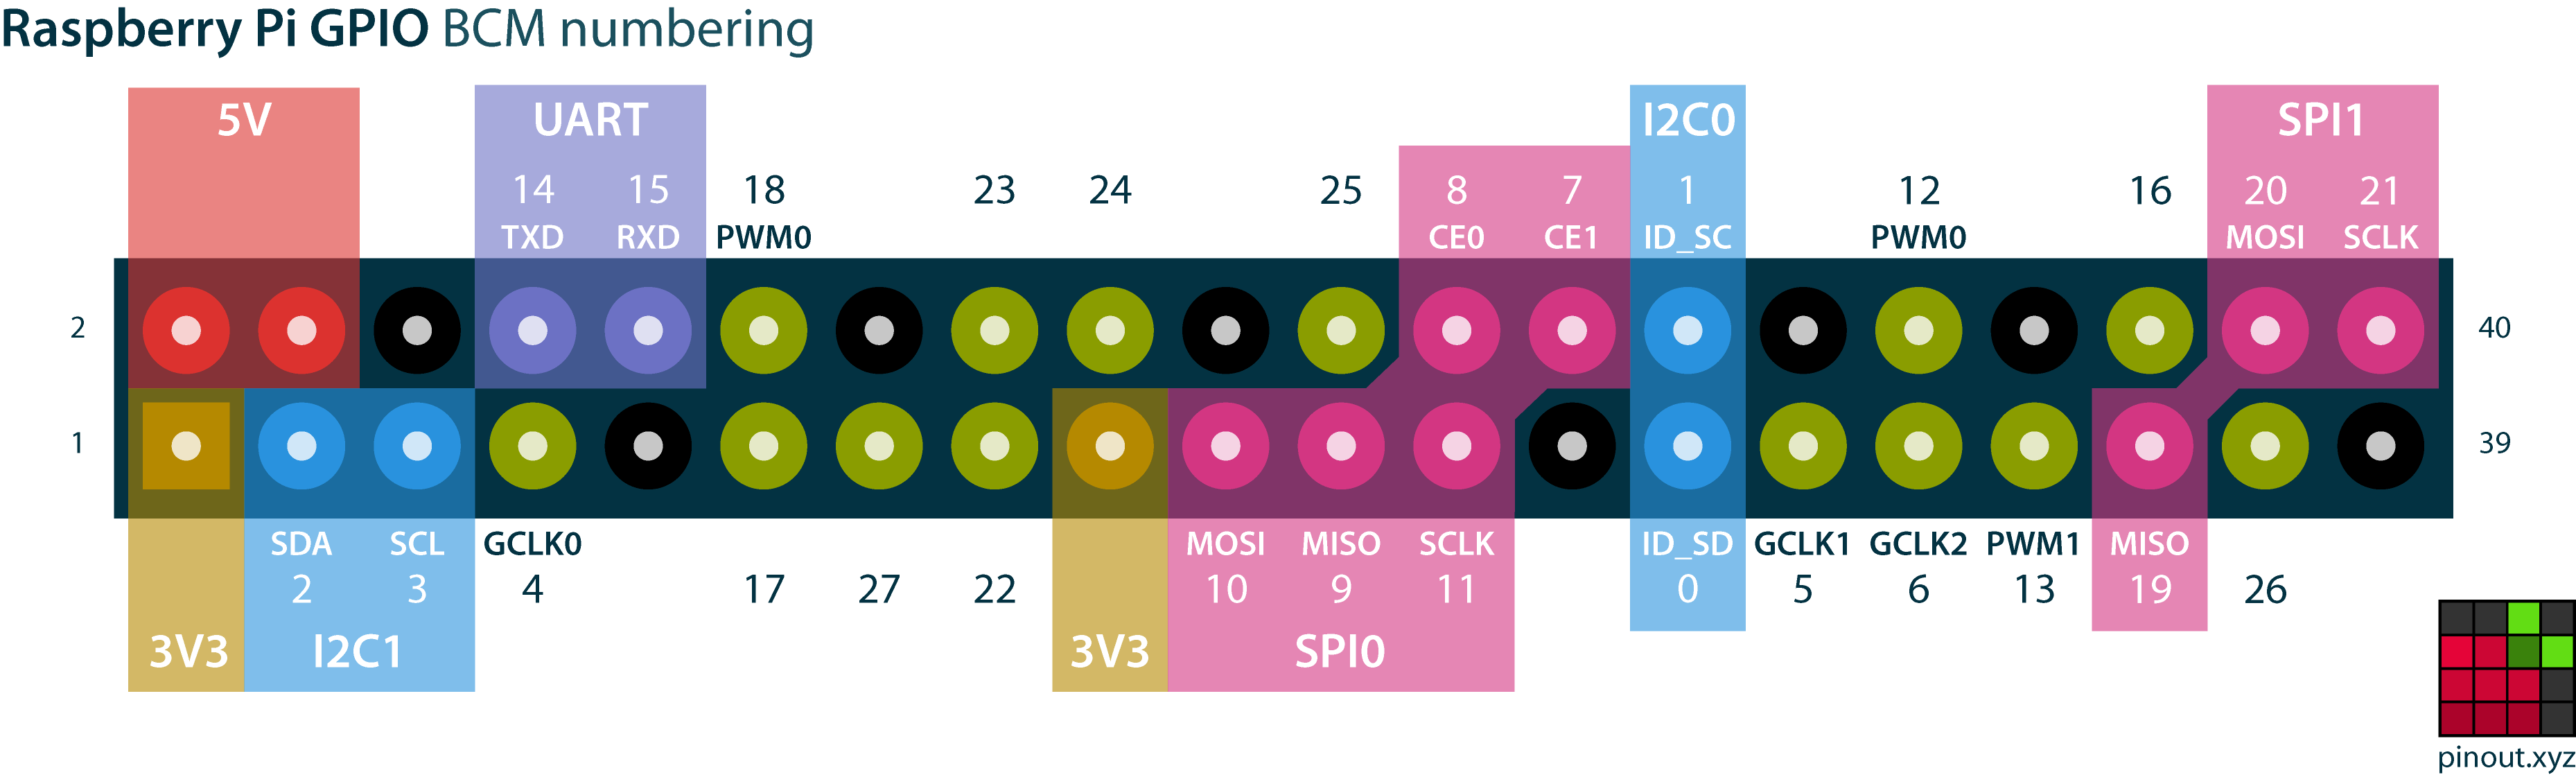 Raspberry Pi GPIO BCM numbering
5V UART I2C0 SPI1
14 15 18 23 24 25 8 7 1 12 16 20 21
TXD RXD PWM0 CE0 CE1 ID_SC PWM0 MOSI SCLK
2 40
1 39
SDA SCL GCLK0 MOSI MISO SCLK ID_SD GCLK1 GCLK2 PWM1 MISO
2 3 4 17 27 22 10 9 11 0 5 6 13 19 26
3V3 I2C1 3V3 SPI0
pinout.xyz